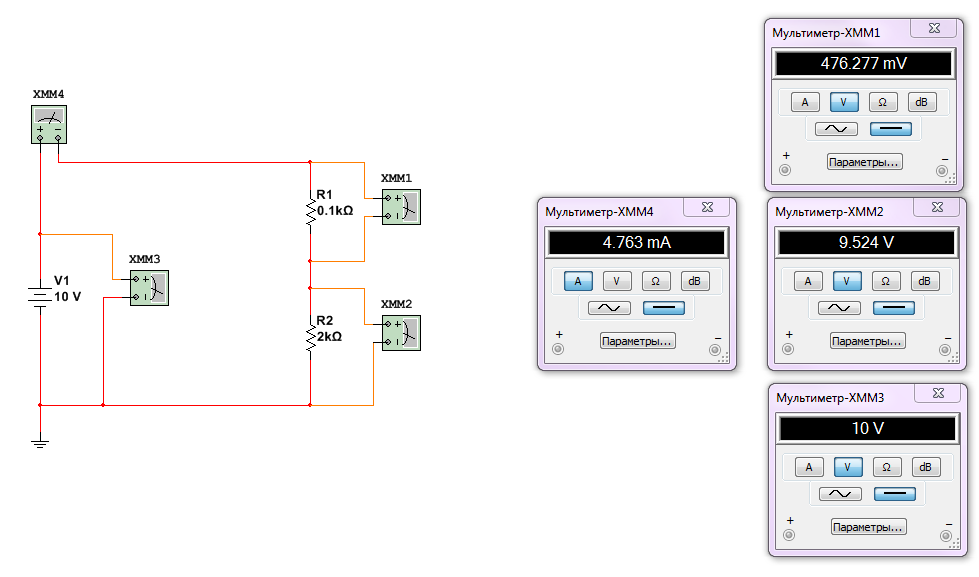 XMM4
+ −
R1
0.1kΩ
XMM1
+
XMM3
+
V1
10 V
XMM2
+
R2
2kΩ
Мультиметр-XMM4
4.763 mA
A V Ω dB
+ −
Параметры...
Мультиметр-XMM1
476.277 mV
A V Ω dB
+ −
Параметры...
Мультиметр-XMM2
9.524 V
A V Ω dB
+ −
Параметры...
Мультиметр-XMM3
10 V
A V Ω dB
+ −
Параметры...